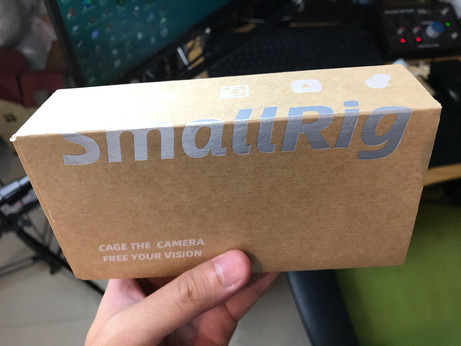 SmallRig
CAGE THE CAMERA
FREE YOUR VISION